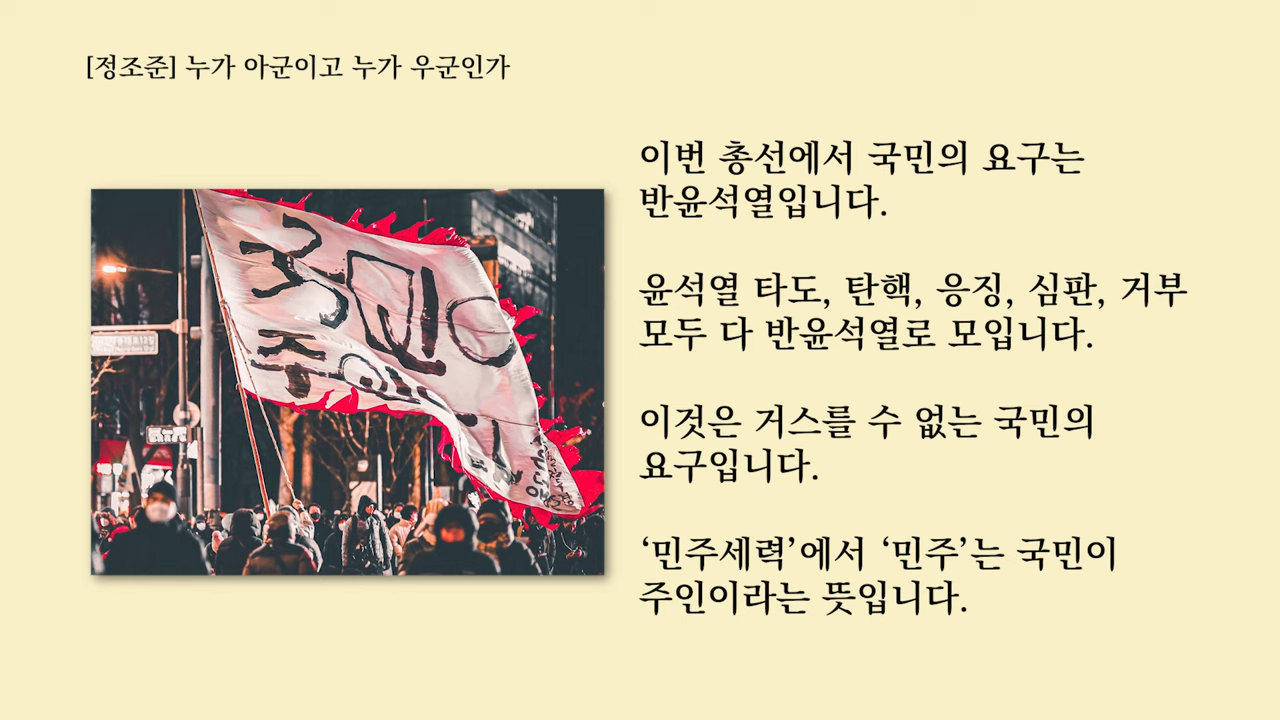 [정조준] 누가 아군이고 누가 우군인가
이번 총선에서 국민의 요구는
반윤석열입니다.
윤석열 타도, 탄핵, 응징, 심판, 거부
모두 다 반윤석열로 모입니다.
이것은 거스를 수 없는 국민의
요구입니다.
‘민주세력’에서 ‘민주’는 국민이
주인이라는 뜻입니다.
국민이
주인